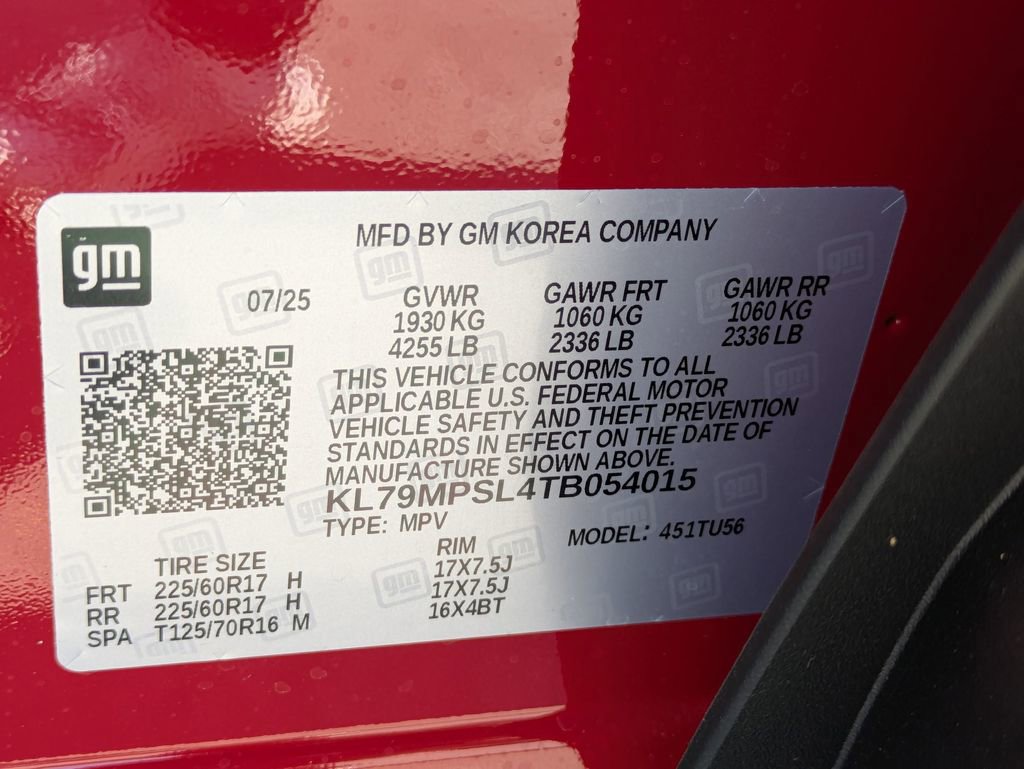 gm
MFD BY GM KOREA COMPANY
07/25
GVWR
1930 KG
4255 LB
GAWR FRT
1060 KG
2336 LB
GAWR RR
1060 KG
2336 LB
THIS VEHICLE CONFORMS TO ALL
APPLICABLE U.S. FEDERAL MOTOR
VEHICLE SAFETY AND THEFT PREVENTION
STANDARDS IN EFFECT ON THE DATE OF
MANUFACTURE SHOWN ABOVE.
KL79MPSL4TB054015
TYPE: MPV
MODEL: 451TU56
TIRE SIZE RIM
FRT 225/60R17 H 17X7.5J
RR 225/60R17 H 17X7.5J
SPA T125/70R16 M 16X4BT